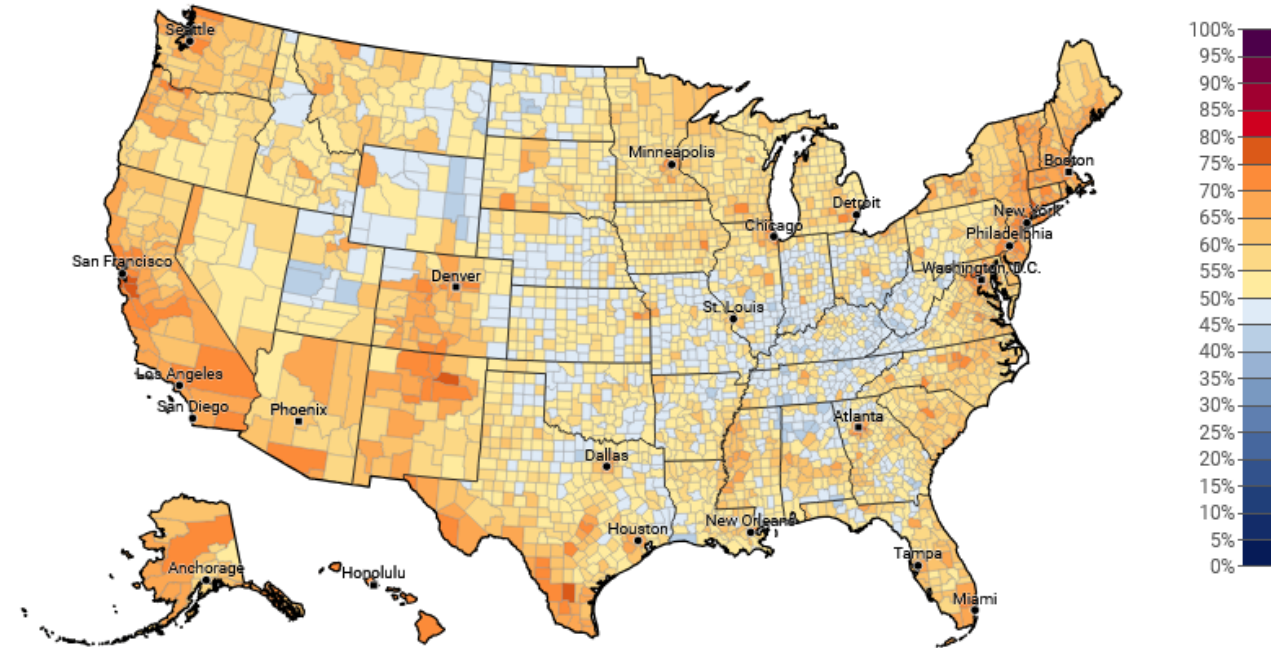 Seattle
Minneapolis
Boston
Detroit
New York
Chicago
Philadelphia
San Francisco
Denver
Washington, D.C.
St. Louis
Los Angeles
San Diego
Phoenix
Atlanta
Dallas
Houston
New Orleans
Tampa
Anchorage
Honolulu
Miami
100%
95%
90%
85%
80%
75%
70%
65%
60%
55%
50%
45%
40%
35%
30%
25%
20%
15%
10%
5%
0%